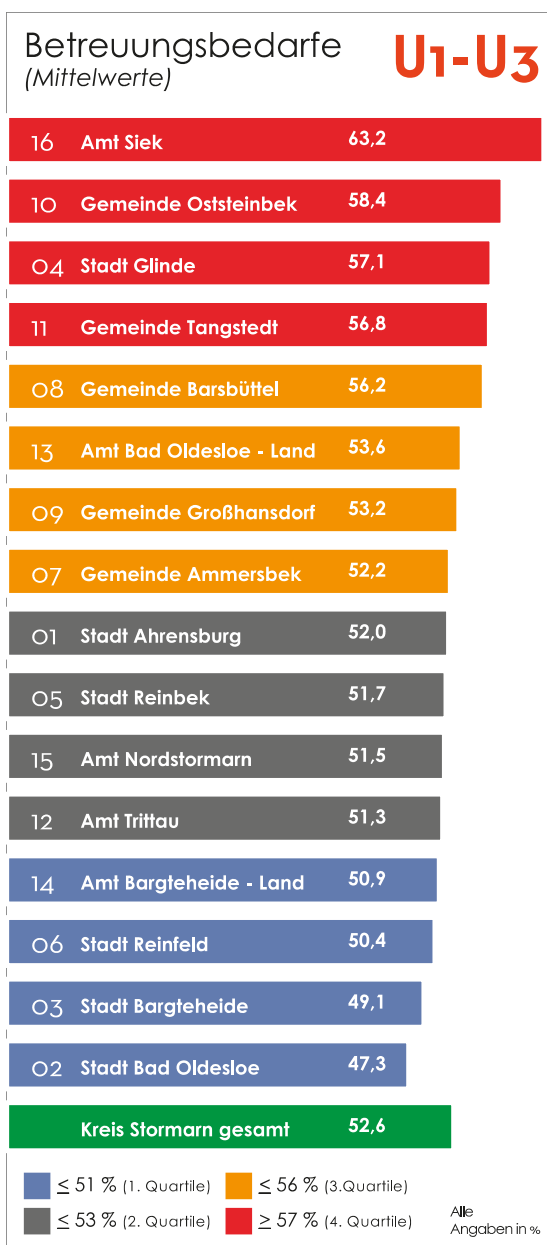 Betreuungsbedarfe U1-U3
(Mittelwerte)
16 Amt Siek 63,2
10 Gemeinde Oststeinbek 58,4
04 Stadt Glinde 57,1
11 Gemeinde Tangstedt 56,8
08 Gemeinde Barsbüttel 56,2
13 Amt Bad Oldesloe - Land 53,6
09 Gemeinde Großhansdorf 53,2
07 Gemeinde Ammersbek 52,2
01 Stadt Ahrensburg 52,0
05 Stadt Reinbek 51,7
15 Amt Nordstormarn 51,5
12 Amt Trittau 51,3
14 Amt Bargteheide - Land 50,9
06 Stadt Reinfeld 50,4
03 Stadt Bargteheide 49,1
02 Stadt Bad Oldesloe 47,3
Kreis Stormarn gesamt 52,6
≤ 51 % (1. Quartile) ≤ 56 % (3.Quartile)
≤ 53 % (2. Quartile) ≥ 57 % (4. Quartile)
Alle
Angaben in %